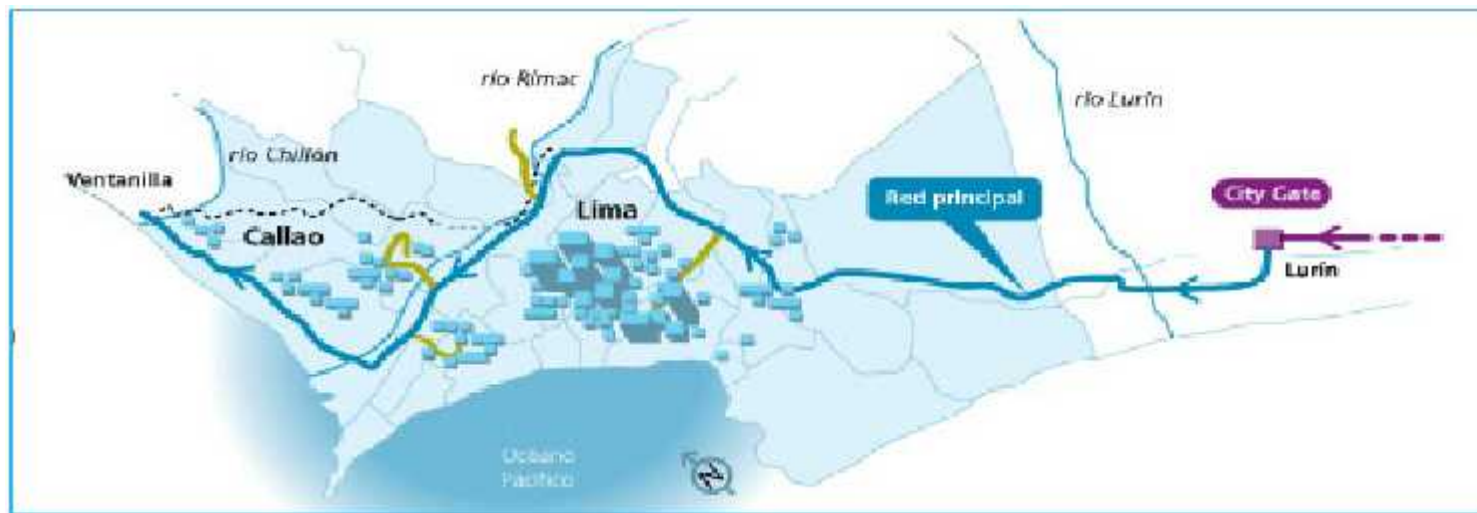 río Rímac
río Lurín
río Chillón
Ventanilla
Callao
Lima
Red principal
City Gate
Lurín
Océano
Pacífico